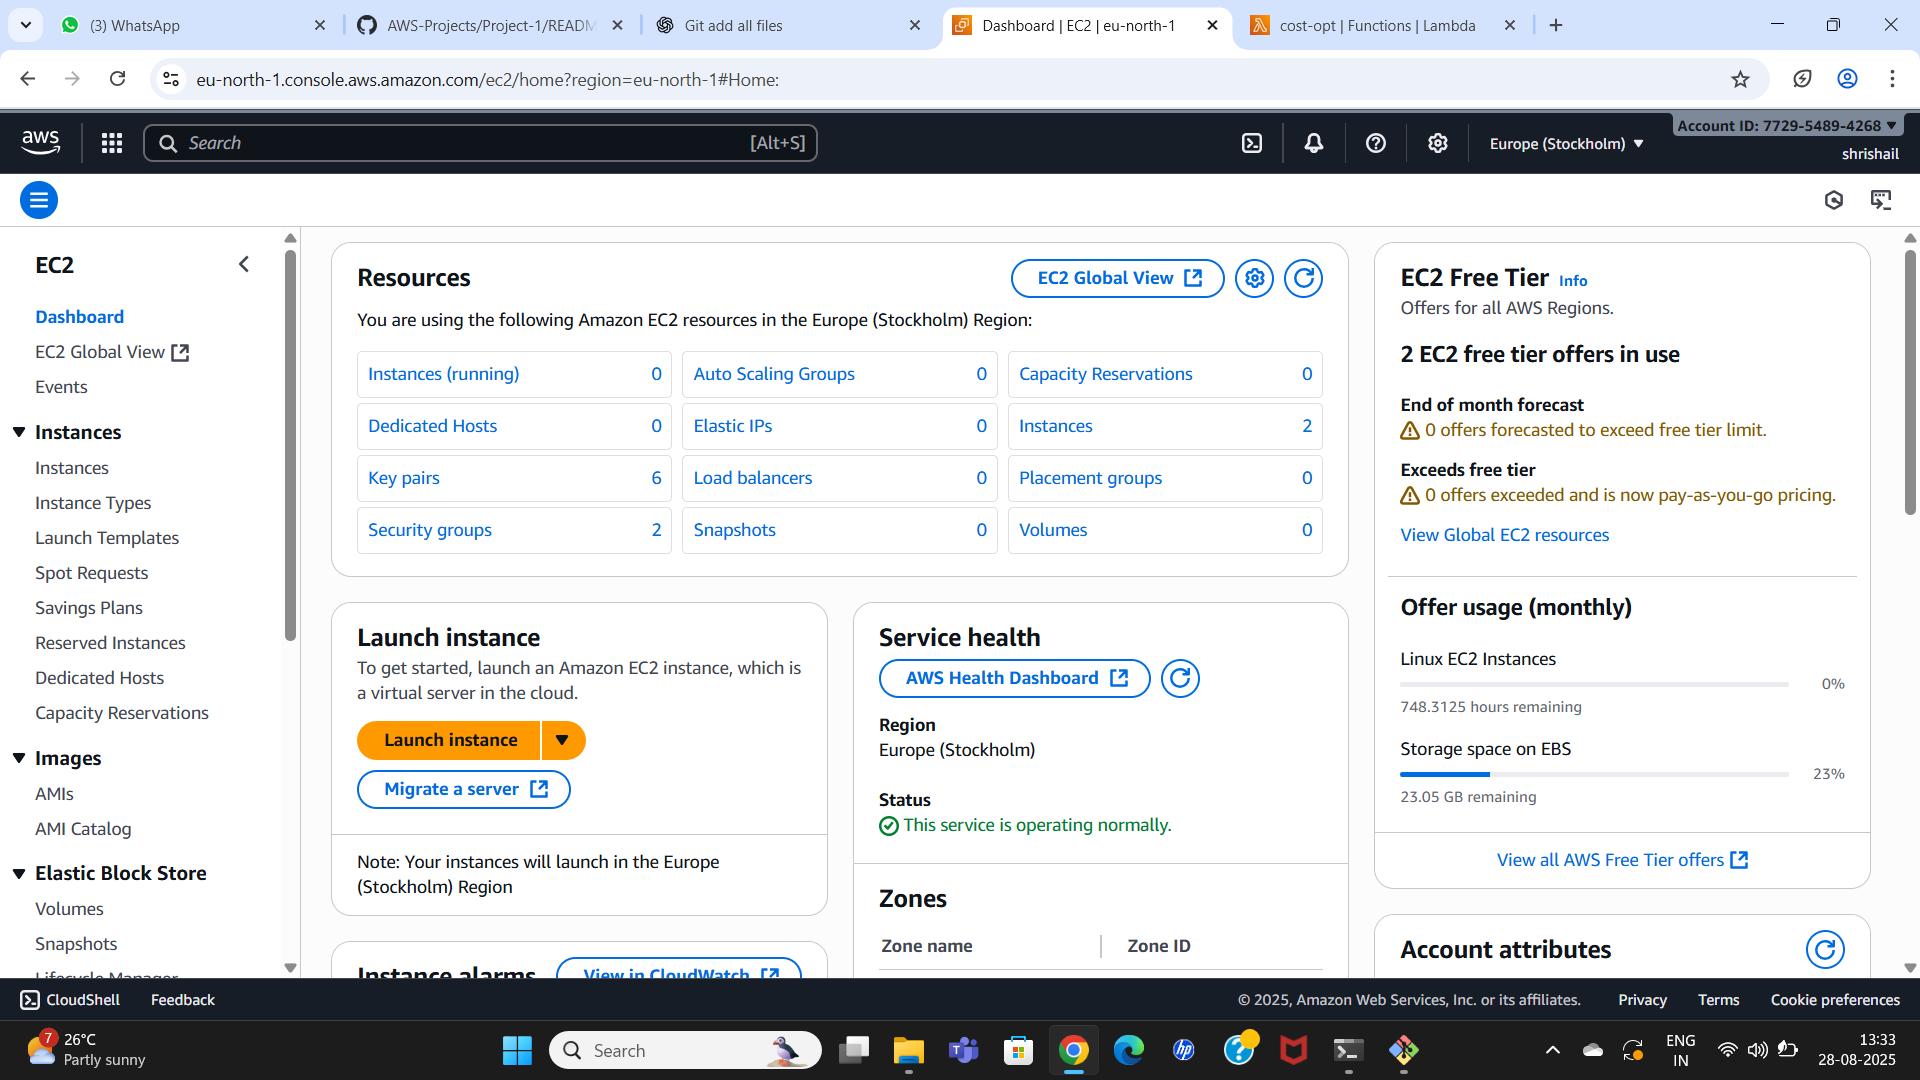 (3) WhatsApp
AWS-Projects/Project-1/READM
Git add all files
Dashboard | EC2 | eu-north-1
cost-opt | Functions | Lambda
eu-north-1.console.aws.amazon.com/ec2/home?region=eu-north-1#Home:
aws
Search
[Alt+S]
Europe (Stockholm)
Account ID: 7729-5489-4268
shrishail
EC2
Dashboard
EC2 Global View
Events
Instances
Instances
Instance Types
Launch Templates
Spot Requests
Savings Plans
Reserved Instances
Dedicated Hosts
Capacity Reservations
Images
AMIs
AMI Catalog
Elastic Block Store
Volumes
Snapshots
Lifecycle Manager
Resources
EC2 Global View
You are using the following Amazon EC2 resources in the Europe (Stockholm) Region:
Instances (running) 0
Auto Scaling Groups 0
Capacity Reservations 0
Dedicated Hosts 0
Elastic IPs 0
Instances 2
Key pairs 6
Load balancers 0
Placement groups 0
Security groups 2
Snapshots 0
Volumes 0
Launch instance
To get started, launch an Amazon EC2 instance, which is
a virtual server in the cloud.
Launch instance
Migrate a server
Note: Your instances will launch in the Europe
(Stockholm) Region
Instance alarms
View in CloudWatch
Service health
AWS Health Dashboard
Region
Europe (Stockholm)
Status
This service is operating normally.
Zones
Zone name
Zone ID
EC2 Free Tier Info
Offers for all AWS Regions.
2 EC2 free tier offers in use
End of month forecast
0 offers forecasted to exceed free tier limit.
Exceeds free tier
0 offers exceeded and is now pay-as-you-go pricing.
View Global EC2 resources
Offer usage (monthly)
Linux EC2 Instances
0%
748.3125 hours remaining
Storage space on EBS
23%
23.05 GB remaining
View all AWS Free Tier offers
Account attributes
CloudShell
Feedback
© 2025, Amazon Web Services, Inc. or its affiliates.
Privacy
Terms
Cookie preferences
7
26°C
Partly sunny
Search
hp
ENG
IN
13:33
28-08-2025